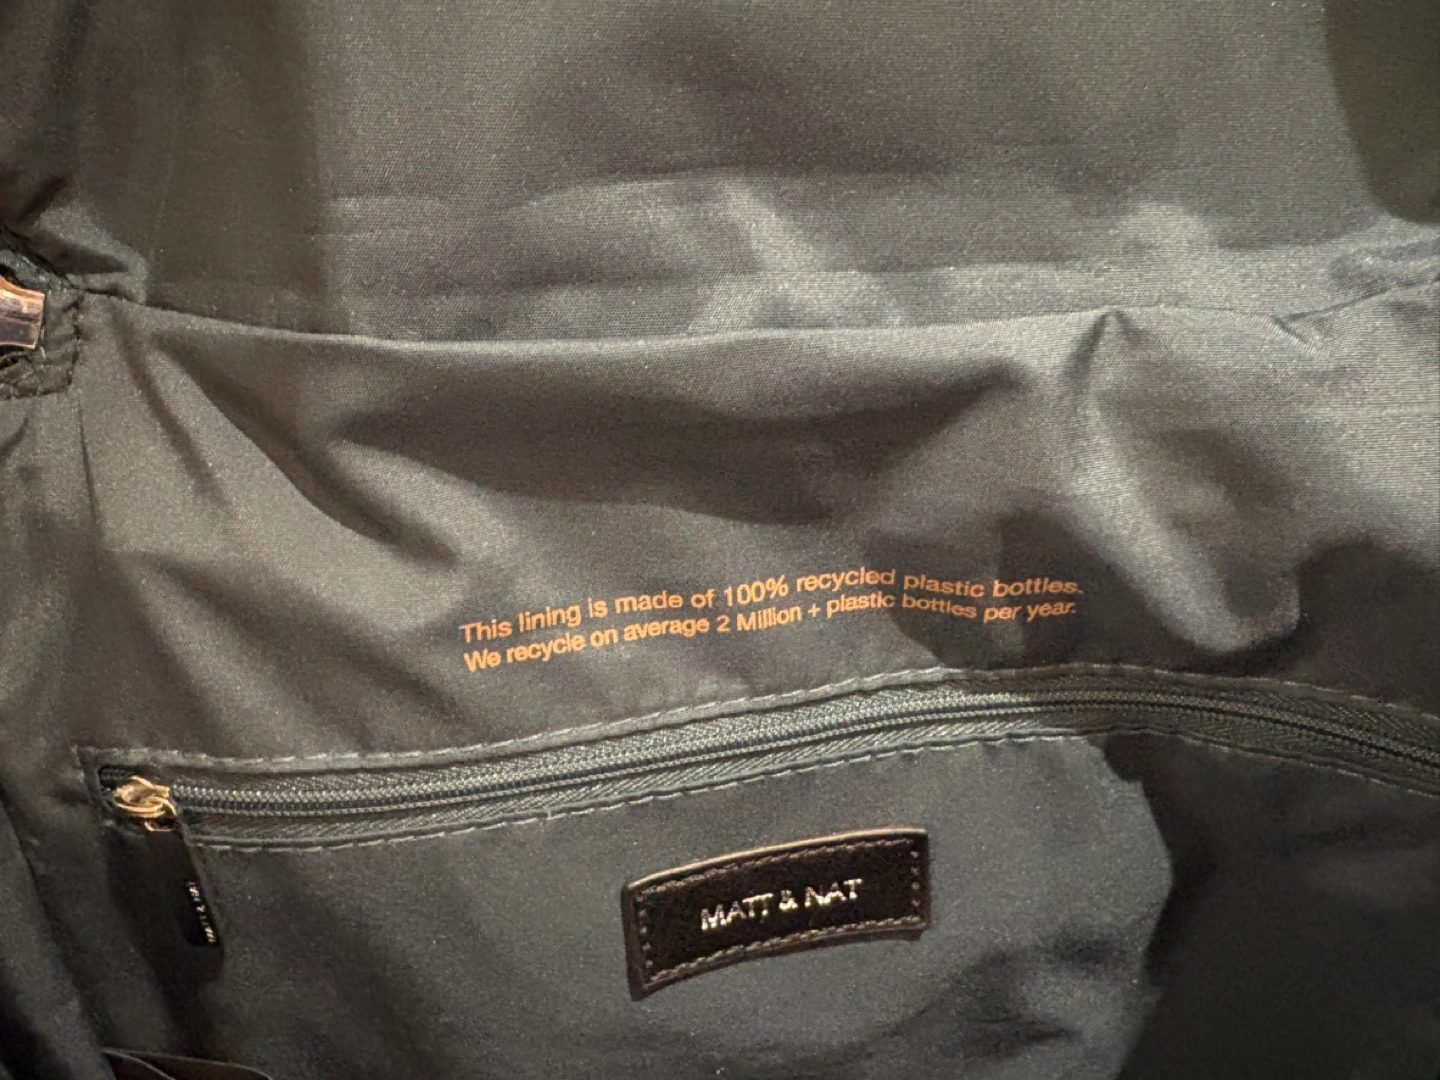 This lining is made of 100% recycled plastic bottles.
We recycle on average 2 Million + plastic bottles per year.
MATT & NAT